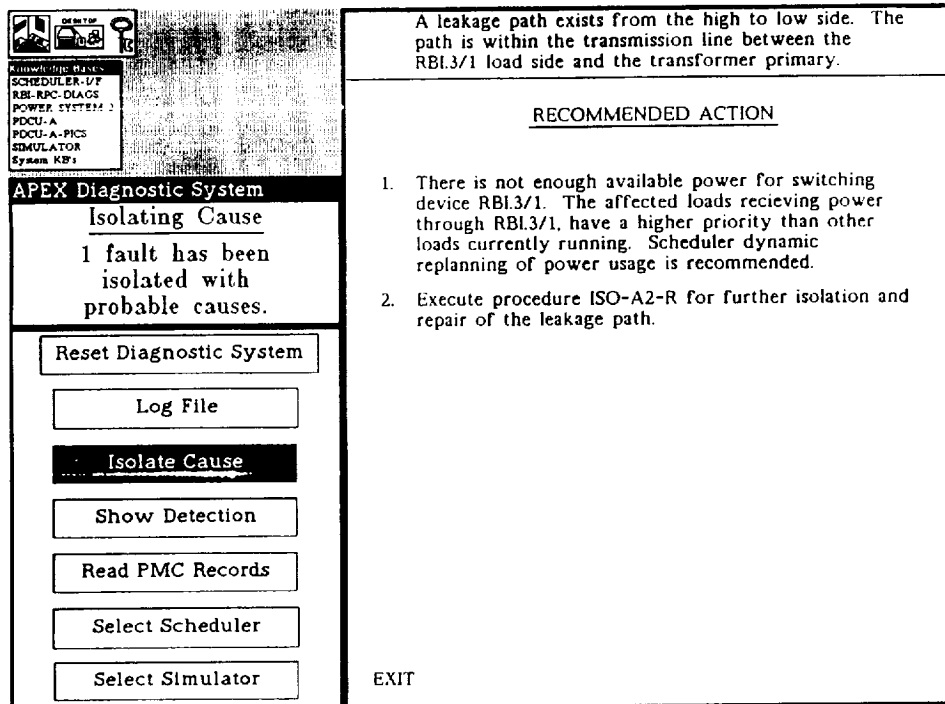 DESKTOP
Knowledge Bases
SCHEDULER-I/F
RBI-RPC-DIAGS
POWER SYSTEM
PDCU-A
PDCU-A-PICS
SIMULATOR
System KB's
APEX Diagnostic System
Isolating Cause
1 fault has been
isolated with
probable causes.
Reset Diagnostic System
Log File
Isolate Cause
Show Detection
Read PMC Records
Select Scheduler
Select Simulator
A leakage path exists from the high to low side. The
path is within the transmission line between the
RBI.3/1 load side and the transformer primary.
RECOMMENDED ACTION
1. There is not enough available power for switching
device RBI.3/1. The affected loads recieving power
through RBI.3/1, have a higher priority than other
loads currently running. Scheduler dynamic
replanning of power usage is recommended.
2. Execute procedure ISO-A2-R for further isolation and
repair of the leakage path.
EXIT